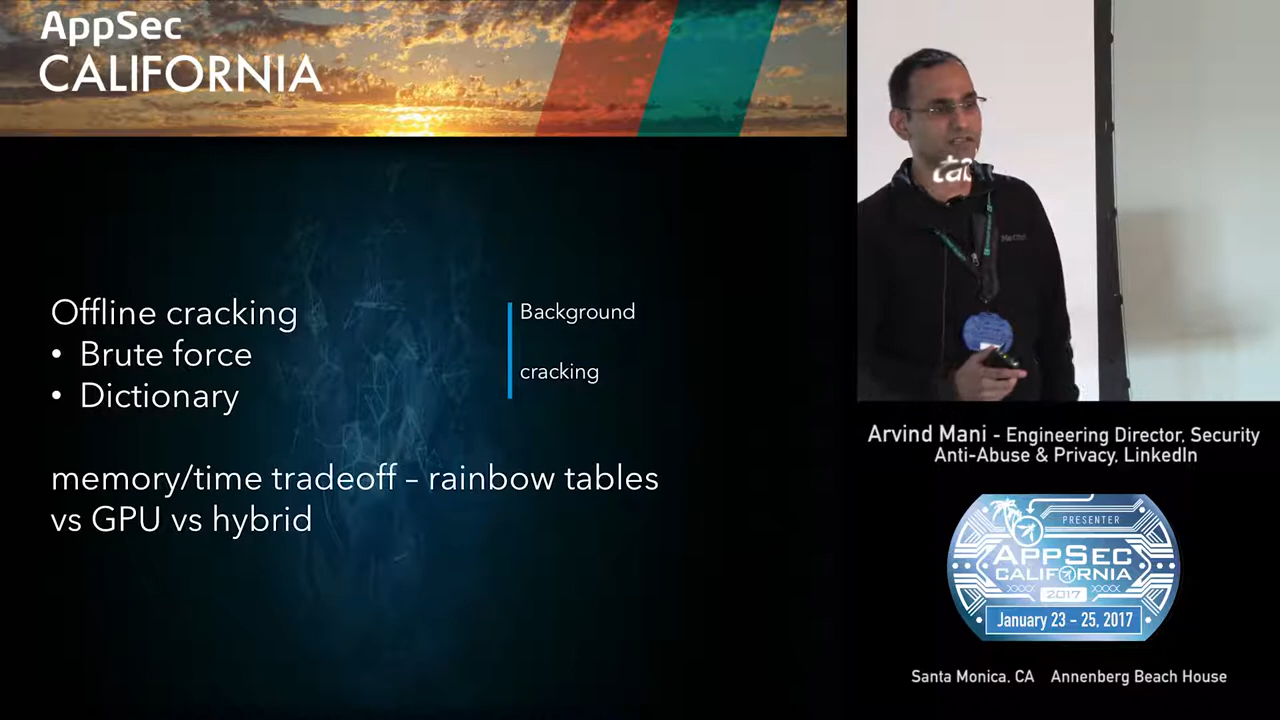 AppSec
CALIFORNIA
Offline cracking
• Brute force
• Dictionary
memory/time tradeoff – rainbow tables
vs GPU vs hybrid
Background
cracking
Arvind Mani - Engineering Director, Security
Anti-Abuse & Privacy, LinkedIn
PRESENTER
APPSEC
CALIFORNIA
2017
January 23 - 25, 2017
Santa Monica, CA Annenberg Beach House